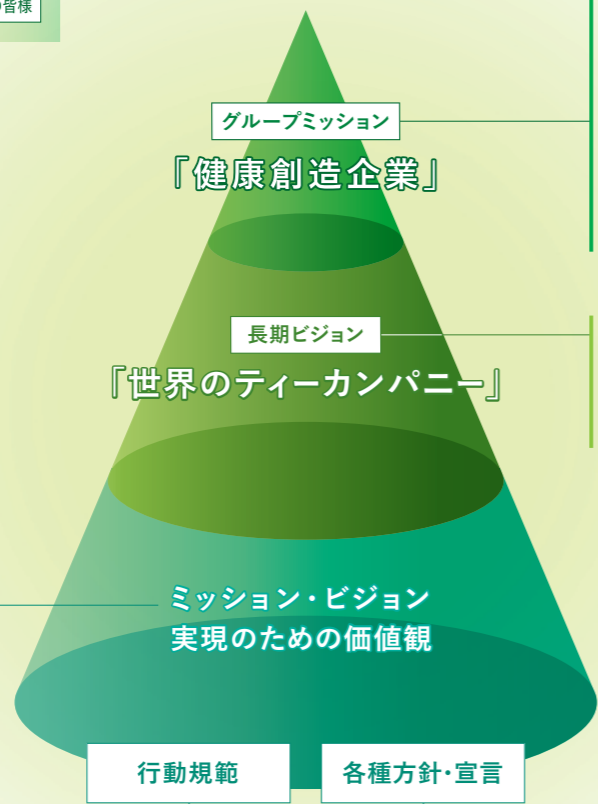 皆様
グループミッション
『健康創造企業』
長期ビジョン
『世界のティーカンパニー』
ミッション・ビジョン
実現のための価値観
行動規範
各種方針・宣言